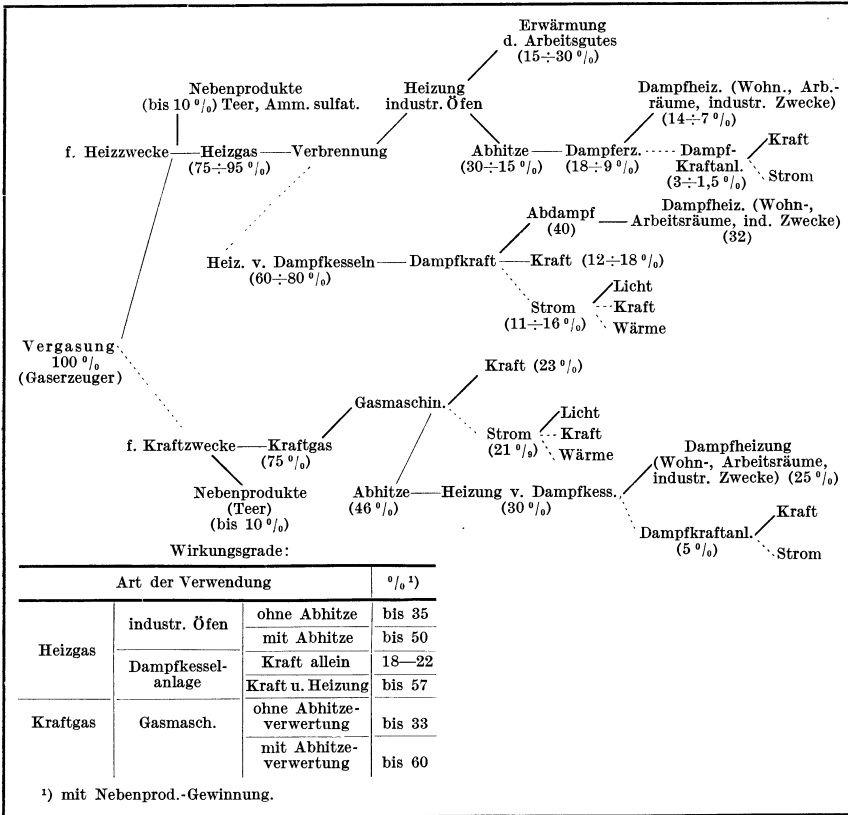 Erwärmung
d. Arbeitsgutes
(15÷30 %)
Nebenprodukte
(bis 10 %) Teer, Amm. sulfat.
Heizung
industr. Öfen
Dampfheiz. (Wohn., Arb.-
räume, industr. Zwecke)
(14÷7 %)
f. Heizzwecke Heizgas Verbrennung
(75÷95 %)
Abhitze Dampferz. Dampf-
Kraftanl.
(30÷15 %) (18÷9 %) (3÷1,5 %)
Kraft
Strom
Abdampf
(40)
Dampfheiz. (Wohn-,
Arbeitsräume, ind. Zwecke)
(32)
Heiz. v. Dampfkesseln Dampfkraft Kraft (12÷18 %)
(60÷80 %)
Strom
(11÷16 %)
Licht
Kraft
Wärme
Vergasung
100 %
(Gaserzeuger)
Kraft (23 %)
Gasmaschin.
f. Kraftzwecke Kraftgas
(75 %)
Strom
(21 %)
Licht
Kraft
Wärme
Nebenprodukte
(Teer)
(bis 10 %)
Abhitze Heizung v. Dampfkess.
(46 %) (30 %)
Dampfheizung
(Wohn-, Arbeitsräume,
industr. Zwecke) (25 %)
Dampfkraftanl.
(5 %)
Kraft
Strom
Wirkungsgrade:
Art der Verwendung %¹)
Heizgas
industr. Öfen
ohne Abhitze bis 35
mit Abhitze bis 50
Dampfkessel-
anlage
Kraft allein 18—22
Kraft u. Heizung bis 57
Kraftgas Gasmasch.
ohne Abhitze-
verwertung bis 33
mit Abhitze-
verwertung bis 60
¹) mit Nebenprod.-Gewinnung.